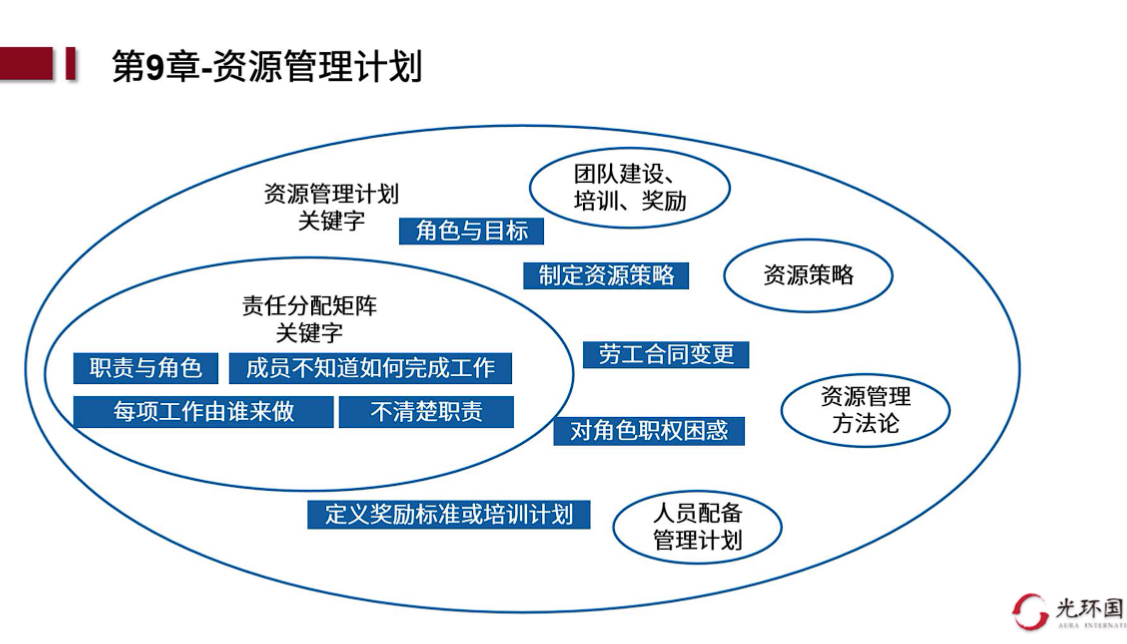 第9章-资源管理计划
团队建设、
培训、奖励
资源管理计划
关键字
角色与目标
制定资源策略
资源策略
责任分配矩阵
关键字
劳工合同变更
职责与角色
成员不知道如何完成工作
资源管理
方法论
每项工作由谁来做
不清楚职责
对角色职权困惑
定义奖励标准或培训计划
人员配备
管理计划
光环国
AURA INTERNATI